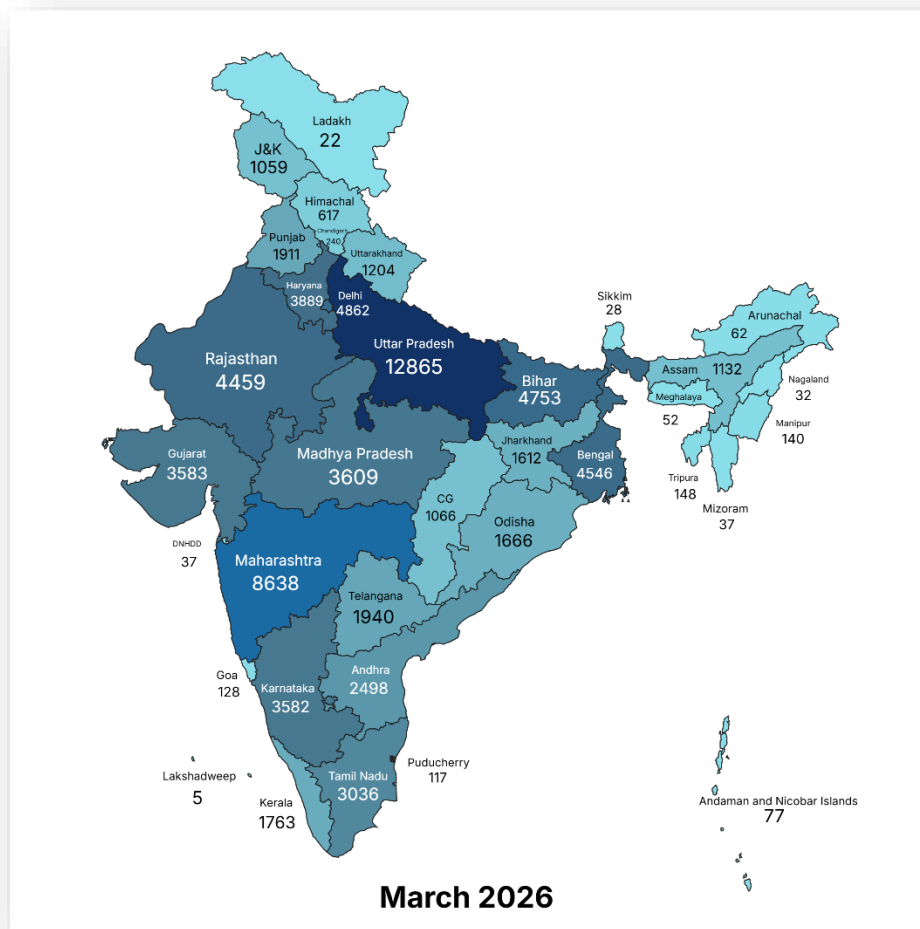 Ladakh
22
J&K
1059
Himachal
617
Chandigarh
240
Punjab
1911
Uttarakhand
1204
Haryana
3889
Delhi
4862
Sikkim
28
Arunachal
62
Uttar Pradesh
12865
Rajasthan
4459
Bihar
4753
Assam 1132
Nagaland
32
Meghalaya
52
Manipur
140
Gujarat
3583
Madhya Pradesh
3609
Jharkhand
1612
Bengal
4546
Tripura
148
Mizoram
37
CG
1066
Odisha
1666
DNHDD
37
Maharashtra
8638
Telangana
1940
Goa
128
Karnataka
3582
Andhra
2498
Lakshadweep
5
Kerala
1763
Tamil Nadu
3036
Puducherry
117
Andaman and Nicobar Islands
77
March 2026